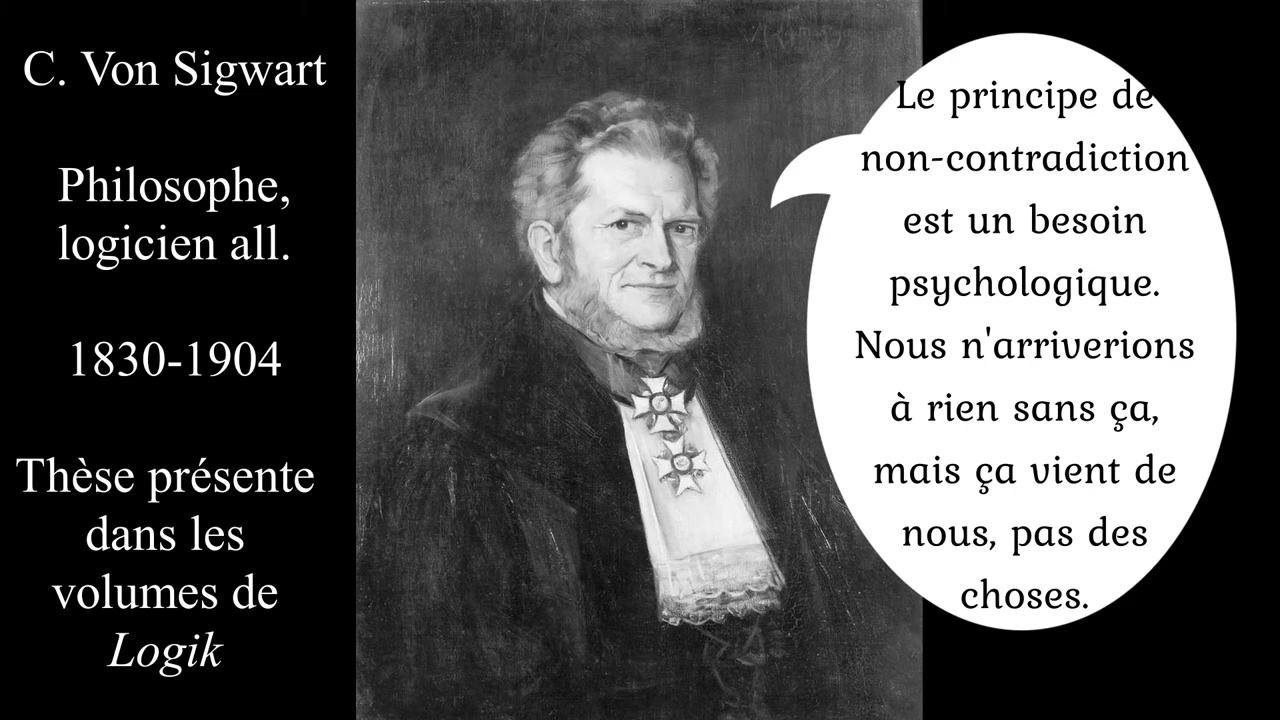 C. Von Sigwart
Philosophe,
logicien all.
1830-1904
Thèse présente
dans les
volumes de
Logik
Le principe de
non-contradiction
est un besoin
psychologique.
Nous n'arriverions
à rien sans ça,
mais ça vient de
nous, pas des
choses.